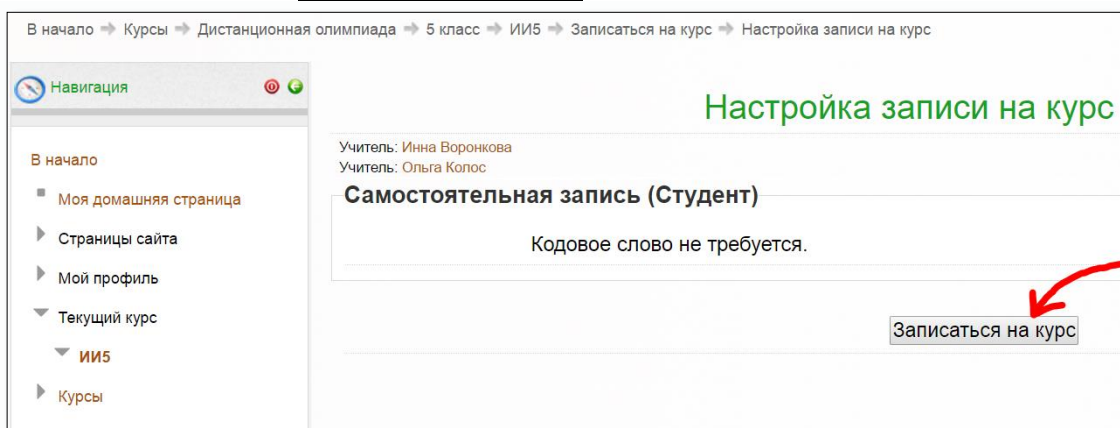 В начало ➔ Курсы ➔ Дистанционная олимпиада ➔ 5 класс ➔ ИИ5 ➔ Записаться на курс ➔ Настройка записи на курс
Навигация
В начало
Моя домашняя страница
Страницы сайта
Мой профиль
Текущий курс
ИИ5
Курсы
Настройка записи на курс
Учитель: Инна Воронкова
Учитель: Ольга Колос
Самостоятельная запись (Студент)
Кодовое слово не требуется.
Записаться на курс